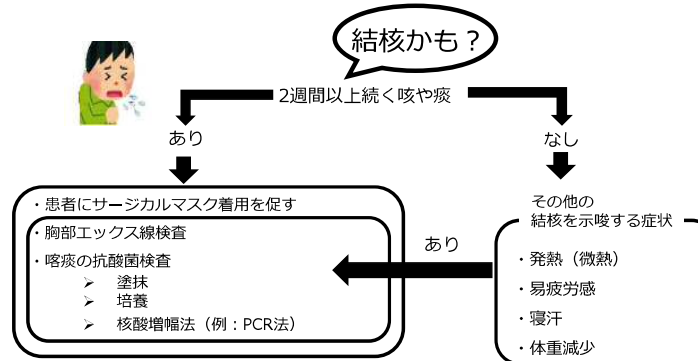 結核かも？
2週間以上続く咳や痰
あり
なし
・患者にサージカルマスク着用を促す
・胸部エックス線検査
・喀痰の抗酸菌検査
➢ 塗抹
➢ 培養
➢ 核酸増幅法（例：PCR法）
あり
その他の
結核を示唆する症状
・発熱（微熱）
・易疲労感
・寝汗
・体重減少